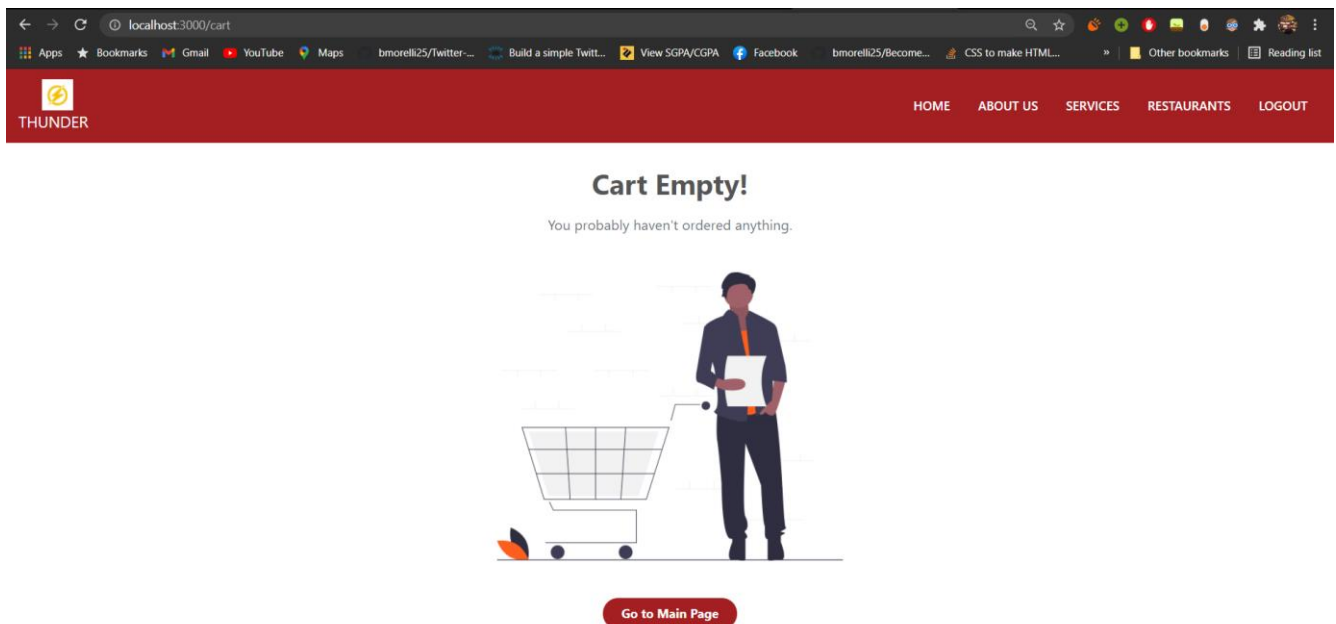 localhost:3000/cart
Apps Bookmarks Gmail YouTube Maps bmorelli25/Twitter-... Build a simple Twitt... View SGPA/CGPA Facebook bmorelli25/Become... CSS to make HTML... » Other bookmarks Reading list
THUNDER
HOME ABOUT US SERVICES RESTAURANTS LOGOUT
Cart Empty!
You probably haven't ordered anything.
Go to Main Page